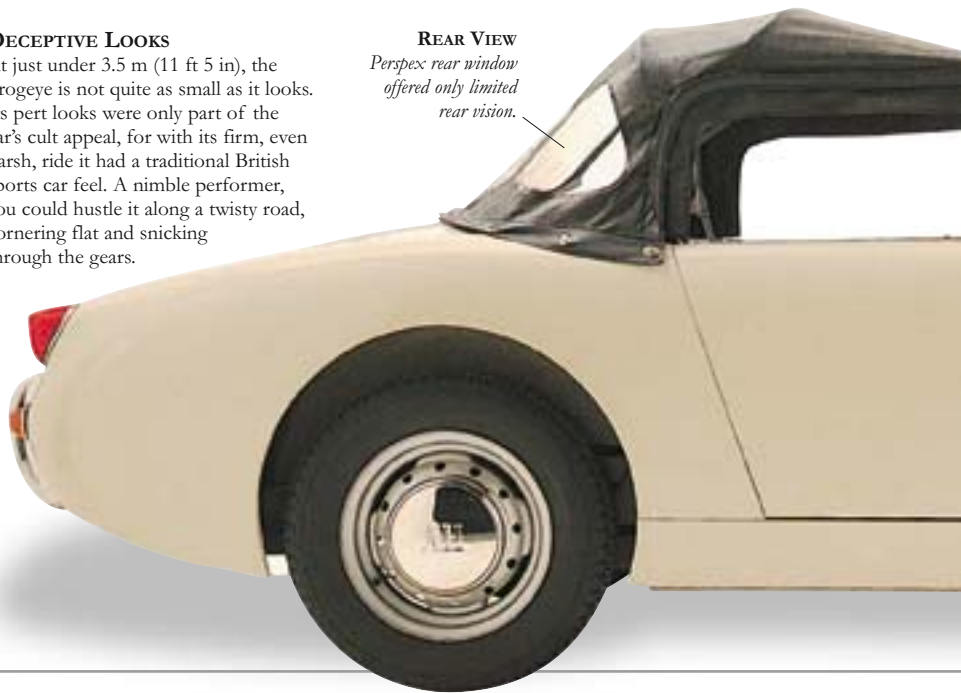 DECEPTIVE LOOKS
t just under 3.5 m (11 ft 5 in), the
rogeye is not quite as small as it looks.
s pert looks were only part of the
ar's cult appeal, for with its firm, even
arsh, ride it had a traditional British
ports car feel. A nimble performer,
ou could hustle it along a twisty road,
ornering flat and snicking
hrough the gears.
REAR VIEW
Perspex rear window
offered only limited
rear vision.